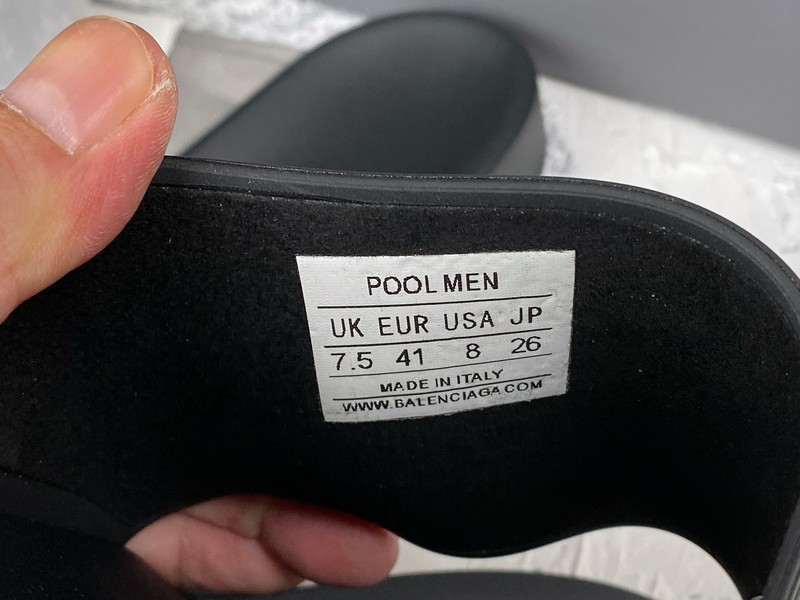 POOL MEN
UK EUR USA JP
7.5 41 8 26
MADE IN ITALY
WWW.BALENCIAGA.COM